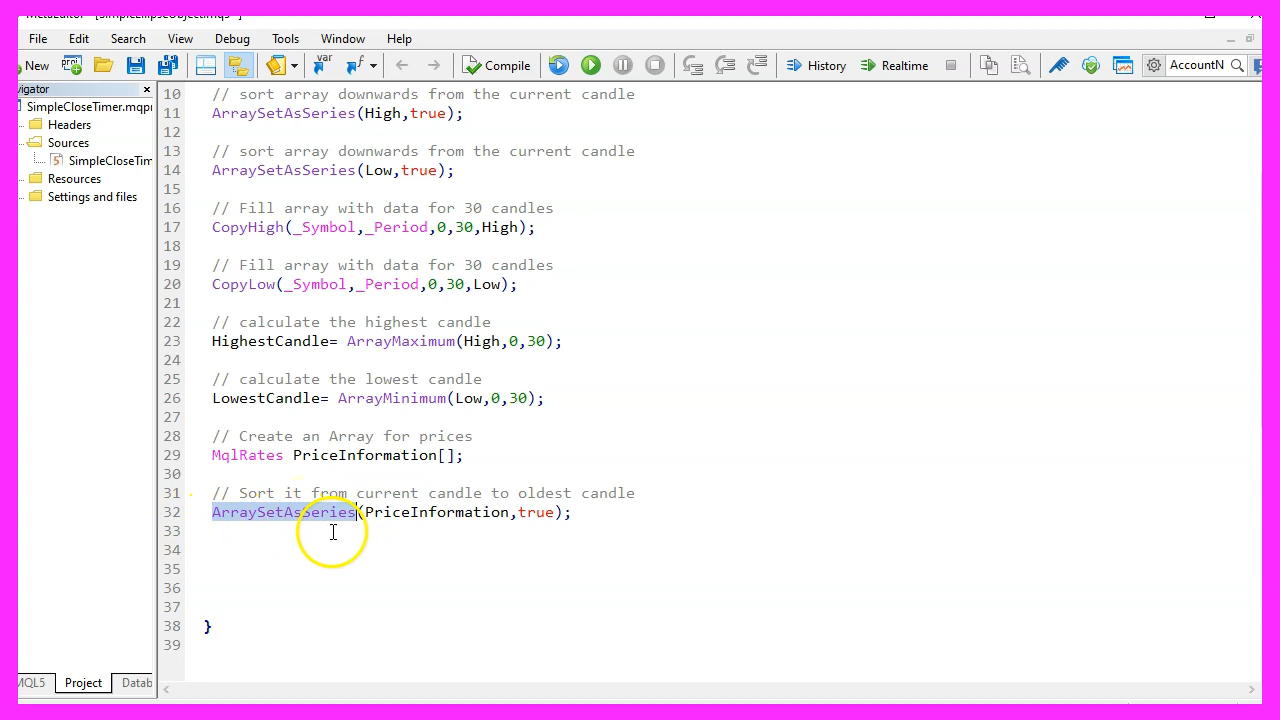 MetaEditor - [SimpleEllipseObject.mq5 *]
File Edit Search View Debug Tools Window Help
New var Compile History Realtime AccountN
vigator
SimpleCloseTimer.mqpr
Headers
Sources
SimpleCloseTim
Resources
Settings and files
10 // sort array downwards from the current candle
11 ArraySetAsSeries(High,true);
12
13 // sort array downwards from the current candle
14 ArraySetAsSeries(Low,true);
15
16 // Fill array with data for 30 candles
17 CopyHigh(_Symbol,_Period,0,30,High);
18
19 // Fill array with data for 30 candles
20 CopyLow(_Symbol,_Period,0,30,Low);
21
22 // calculate the highest candle
23 HighestCandle= ArrayMaximum(High,0,30);
24
25 // calculate the lowest candle
26 LowestCandle= ArrayMinimum(Low,0,30);
27
28 // Create an Array for prices
29 MqlRates PriceInformation[];
30
31 // Sort it from current candle to oldest candle
32 ArraySetAsSeries(PriceInformation,true);
33
34
35
36
37
38 }
39
MQL5 Project Datab